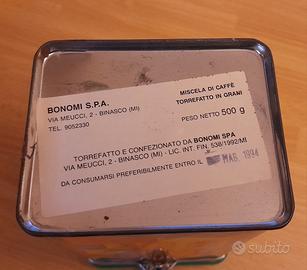 BONOMI S.P.A.
VIA MEUCCI, 2 - BINASCO (MI)
TEL. 9052330
MISCELA DI CAFFÈ
TORREFATTO IN GRANI
PESO NETTO 500 g
TORREFATTO E CONFEZIONATO DA BONOMI SPA
VIA MEUCCI, 2 - BINASCO (MI) - LIC. INT. FIN. 538/1992/MI
DA CONSUMARSI PREFERIBILMENTE ENTRO IL MAR. 1994
subito